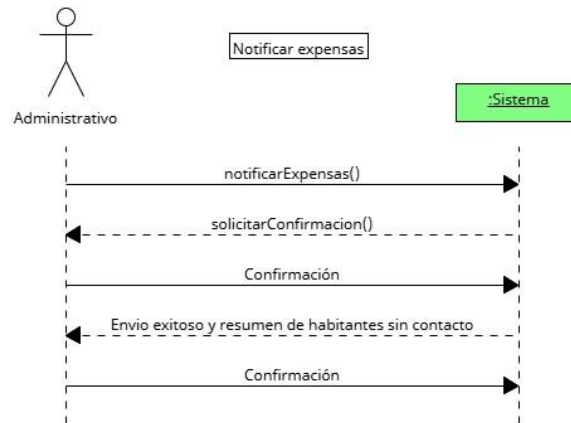 Notificar expensas
Administrativo
:Sistema
notificarExpensas()
solicitarConfirmacion()
Confirmación
Envio exitoso y resumen de habitantes sin contacto
Confirmación